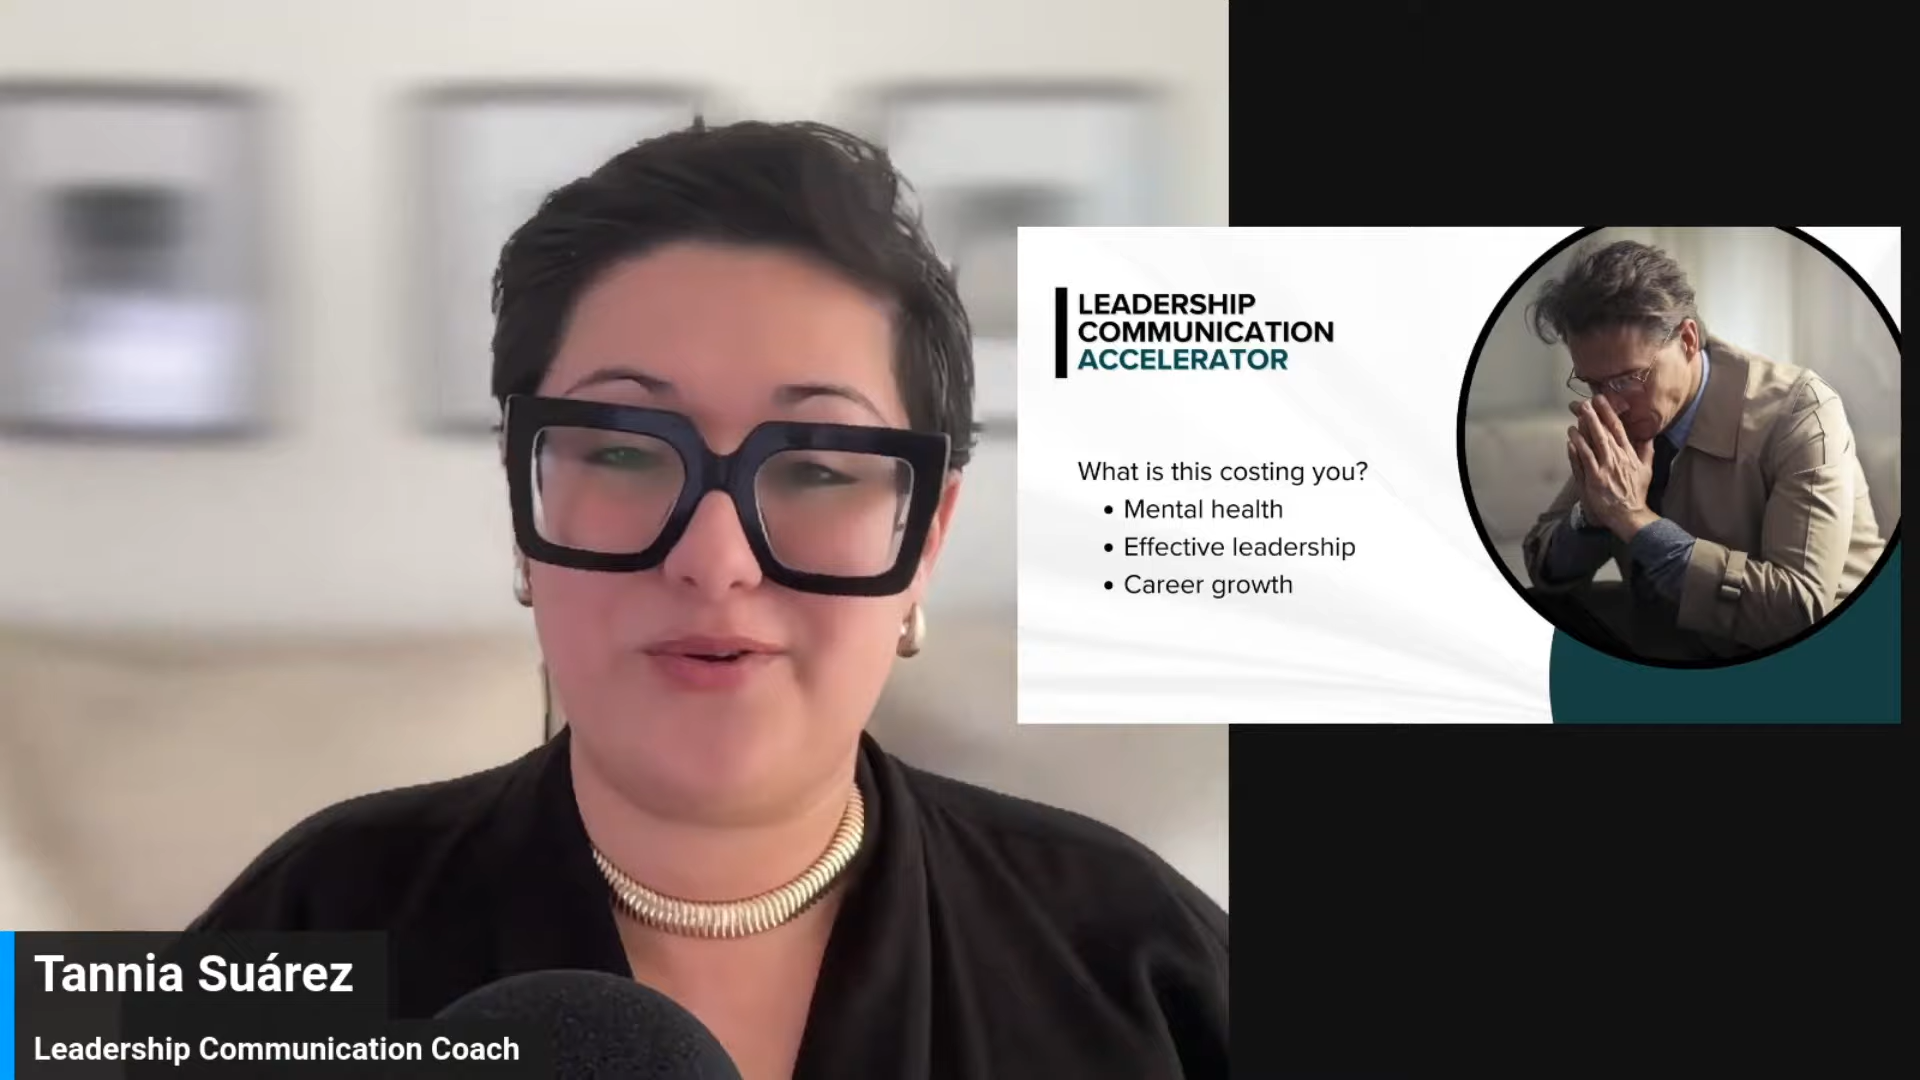 LEADERSHIP
COMMUNICATION
ACCELERATOR
What is this costing you?
• Mental health
• Effective leadership
• Career growth
Tannia Suárez
Leadership Communication Coach